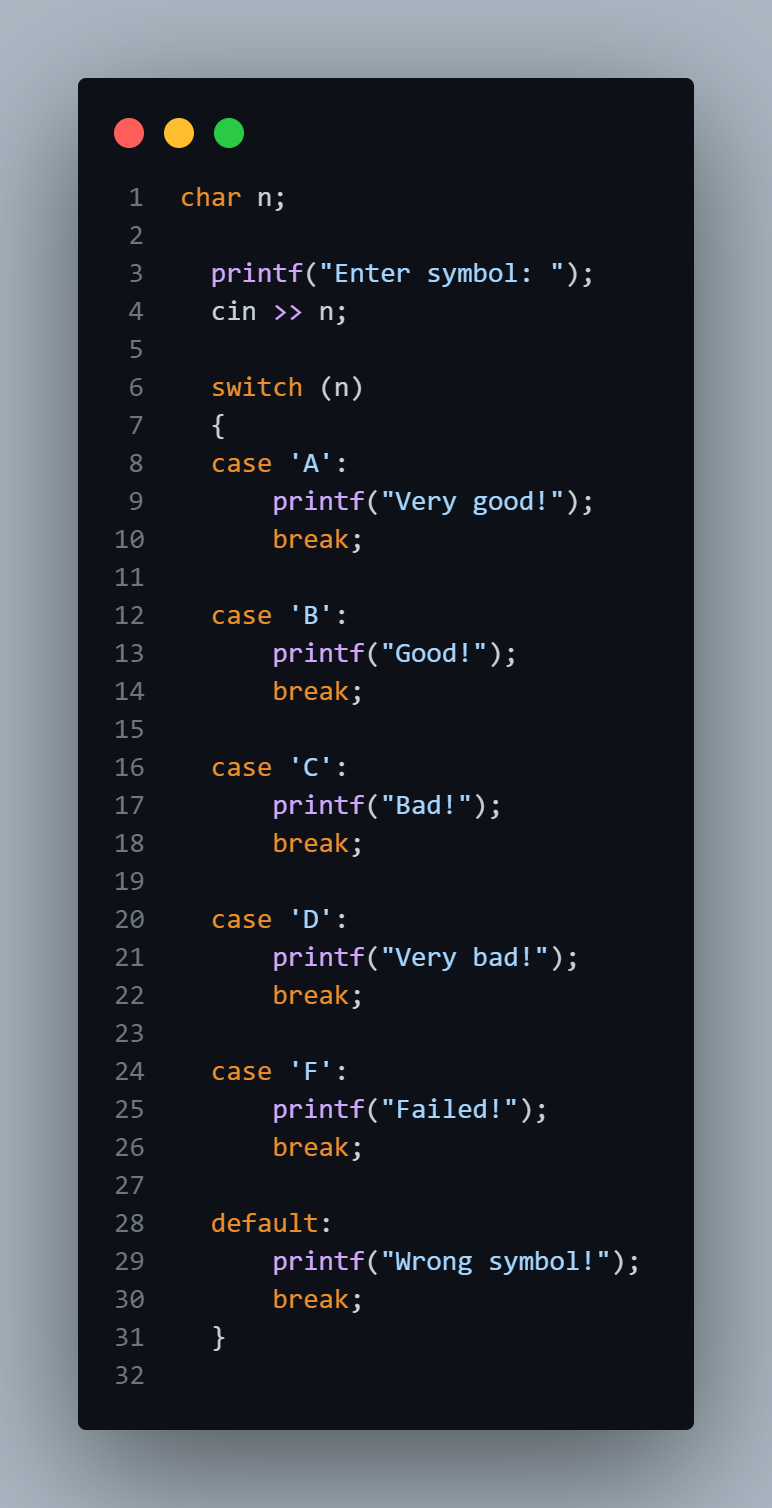 1 char n;
2
3 printf("Enter symbol: ");
4 cin >> n;
5
6 switch (n)
7 {
8 case 'A':
9 printf("Very good!");
10 break;
11
12 case 'B':
13 printf("Good!");
14 break;
15
16 case 'C':
17 printf("Bad!");
18 break;
19
20 case 'D':
21 printf("Very bad!");
22 break;
23
24 case 'F':
25 printf("Failed!");
26 break;
27
28 default:
29 printf("Wrong symbol!");
30 break;
31 }
32